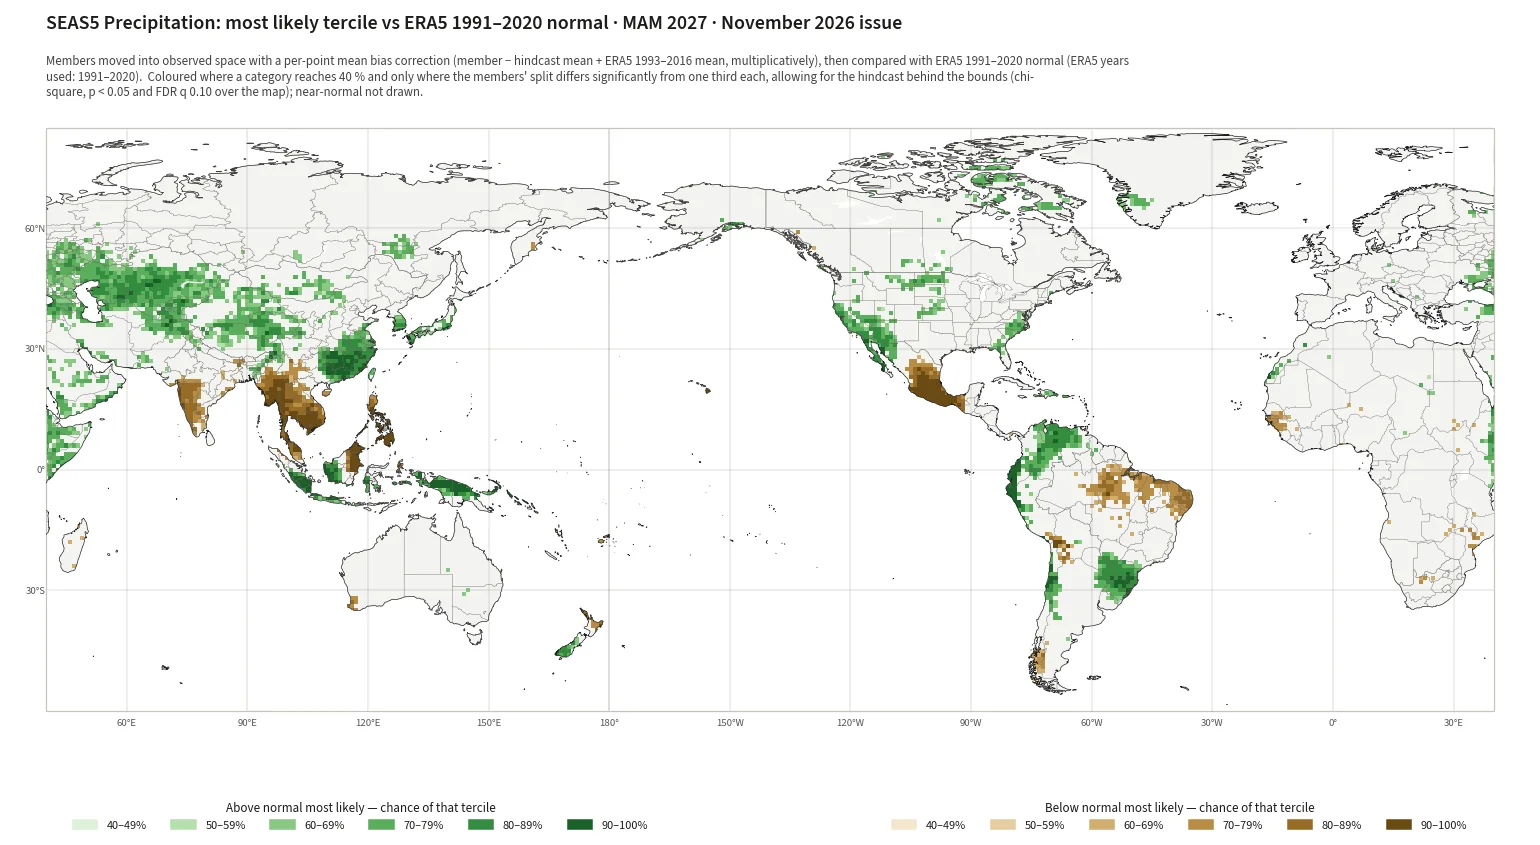 SEAS5 Precipitation: most likely tercile vs ERA5 1991–2020 normal · MAM 2027 · November 2026 issue
Members moved into observed space with a per-point mean bias correction (member − hindcast mean + ERA5 1993–2016 mean, multiplicatively), then compared with ERA5 1991–2020 normal (ERA5 years
used: 1991–2020).  Coloured where a category reaches 40 % and only where the members' split differs significantly from one third each, allowing for the hindcast behind the bounds (chi-
square, p < 0.05 and FDR q 0.10 over the map); near-normal not drawn.
60°N
30°N
0°
30°S
60°E 90°E 120°E 150°E 180° 150°W 120°W 90°W 60°W 30°W 0° 30°E
Above normal most likely — chance of that tercile
40–49% 50–59% 60–69% 70–79% 80–89% 90–100%
Below normal most likely — chance of that tercile
40–49% 50–59% 60–69% 70–79% 80–89% 90–100%